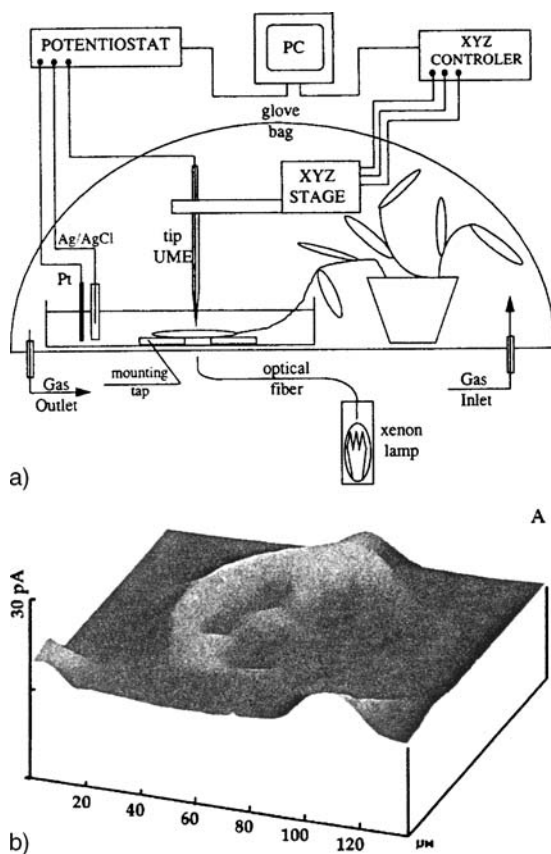 POTENTIOSTAT
PC
XYZ
CONTROLER
glove
bag
XYZ
STAGE
Ag/AgCl
tip
UME
Pt
mounting
tap
optical
fiber
Gas
Outlet
Gas
Inlet
xenon
lamp
a)
A
30 pA
20
40
60
80
100
120
μм
b)